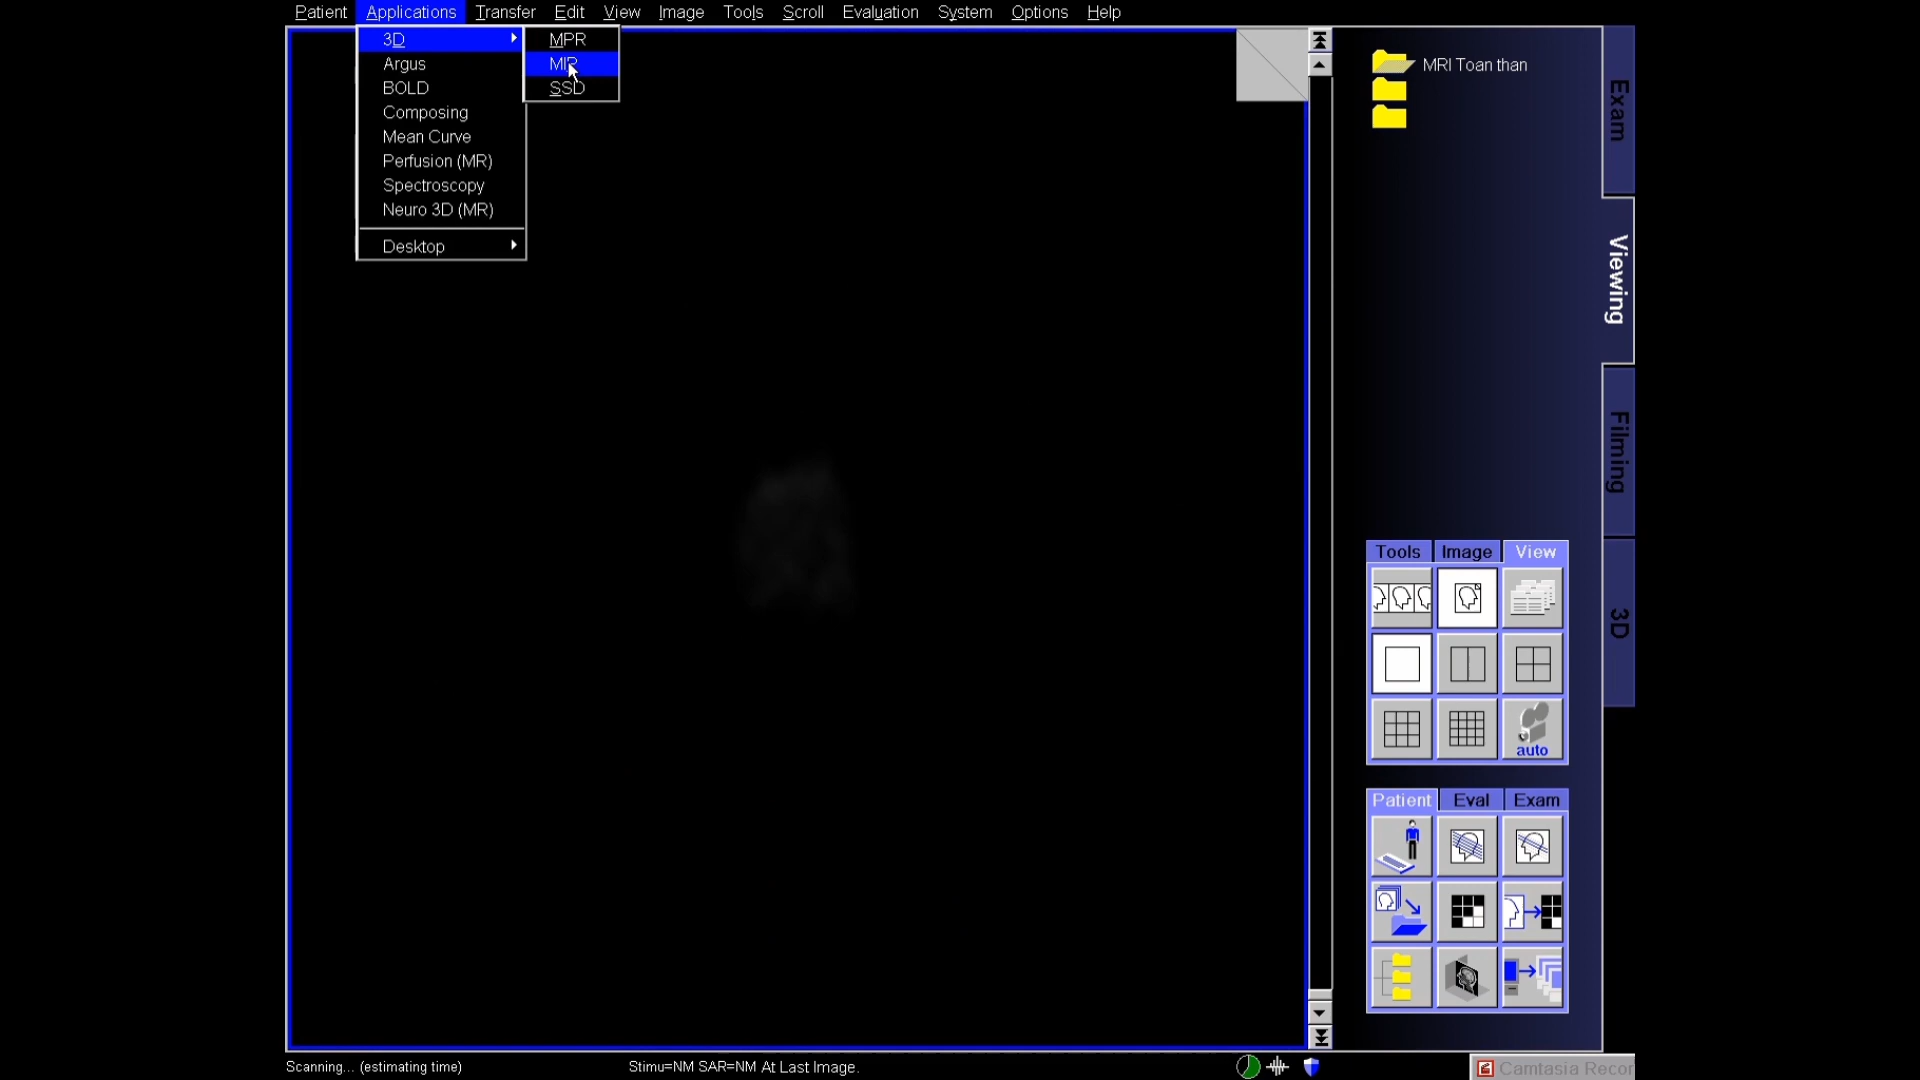 Patient Applications Transfer Edit View Image Tools Scroll Evaluation System Options Help
3D
Argus
BOLD
Composing
Mean Curve
Perfusion (MR)
Spectroscopy
Neuro 3D (MR)
Desktop
MPR
MIP
SSD
MRI Toan than
Exam
Viewing
Filming
3D
Tools Image View
auto
Patient Eval Exam
Scanning... (estimating time)
Stimu=NM SAR=NM At Last Image.
Camtasia Recor